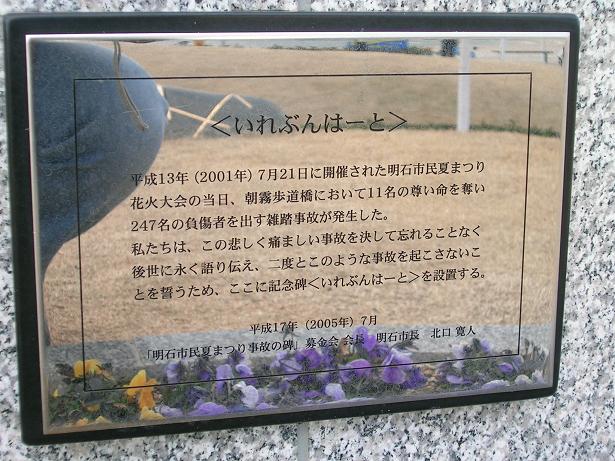 ＜いれぶんはーと＞
平成13年（2001年）7月21日に開催された明石市民夏まつり
花火大会の当日、朝霧歩道橋において11名の尊い命を奪い
247名の負傷者を出す雑踏事故が発生した。
私たちは、この悲しく痛ましい事故を決して忘れることなく
後世に永く語り伝え、二度とこのような事故を起こさないこ
とを誓うため、ここに記念碑＜いれぶんはーと＞を設置する。
平成17年（2005年）7月
「明石市民夏まつり事故の碑」募金会 会長　明石市長　北口 寛人